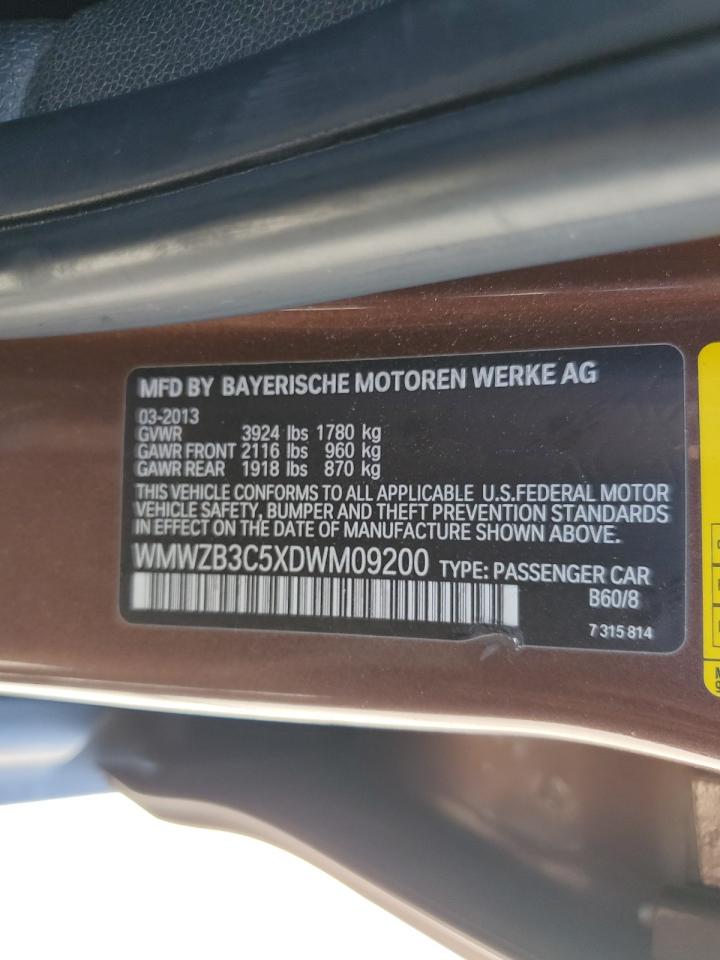 MFD BY BAYERISCHE MOTOREN WERKE AG
03-2013
GVWR 3924 lbs 1780 kg
GAWR FRONT 2116 lbs 960 kg
GAWR REAR 1918 lbs 870 kg
THIS VEHICLE CONFORMS TO ALL APPLICABLE U.S.FEDERAL MOTOR
VEHICLE SAFETY, BUMPER AND THEFT PREVENTION STANDARDS
IN EFFECT ON THE DATE OF MANUFACTURE SHOWN ABOVE.
WMWZB3C5XDWM09200 TYPE: PASSENGER CAR
B60/8
7 315 814